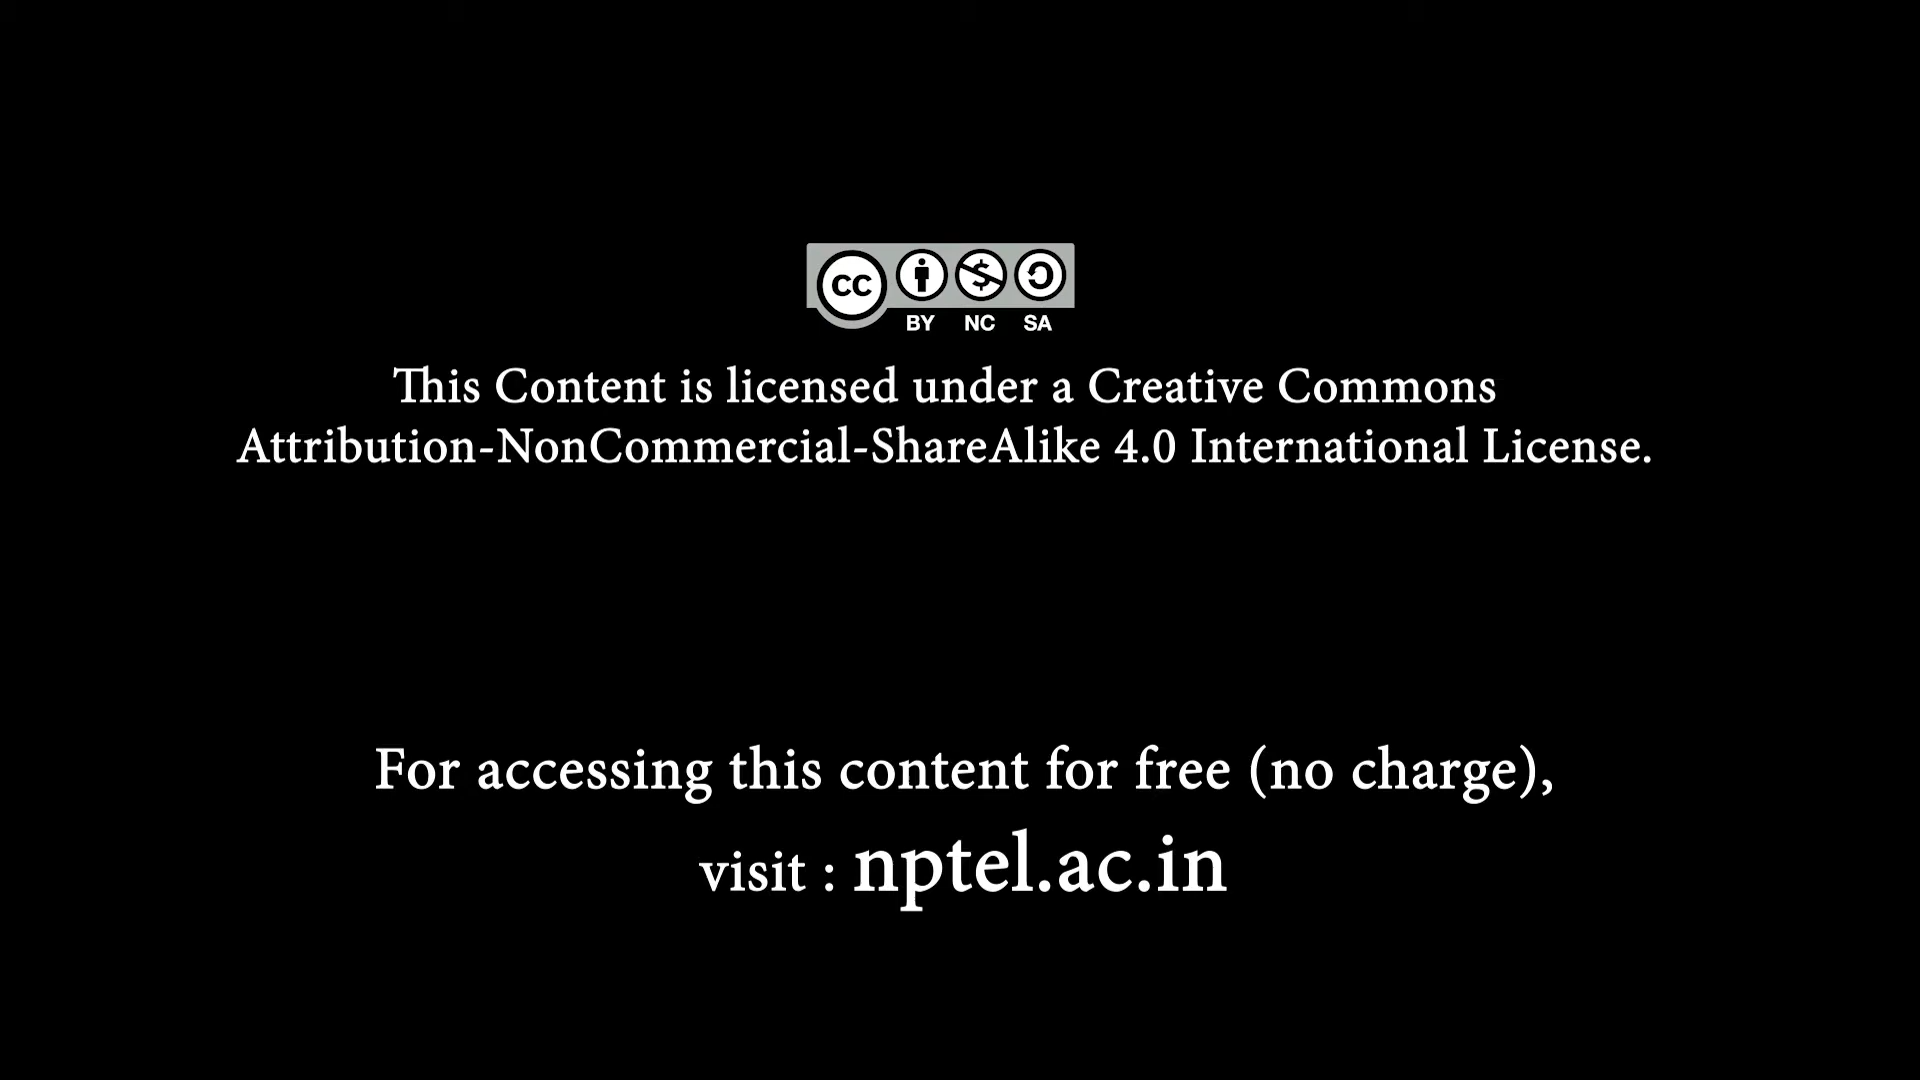 cc
BY NC SA
This Content is licensed under a Creative Commons
Attribution-NonCommercial-ShareAlike 4.0 International License.
For accessing this content for free (no charge),
visit : nptel.ac.in